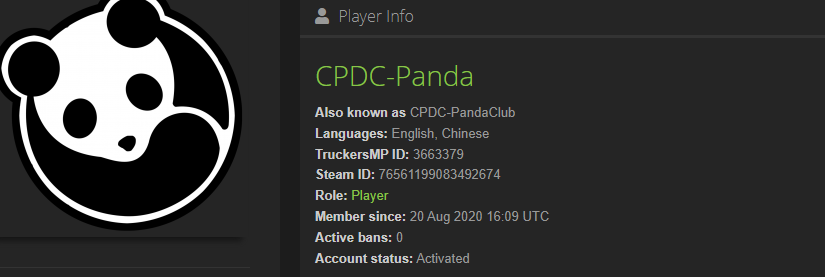 Player Info
CPDC-Panda
Also known as CPDC-PandaClub
Languages: English, Chinese
TruckersMP ID: 3663379
Steam ID: 76561199083492674
Role: Player
Member since: 20 Aug 2020 16:09 UTC
Active bans: 0
Account status: Activated